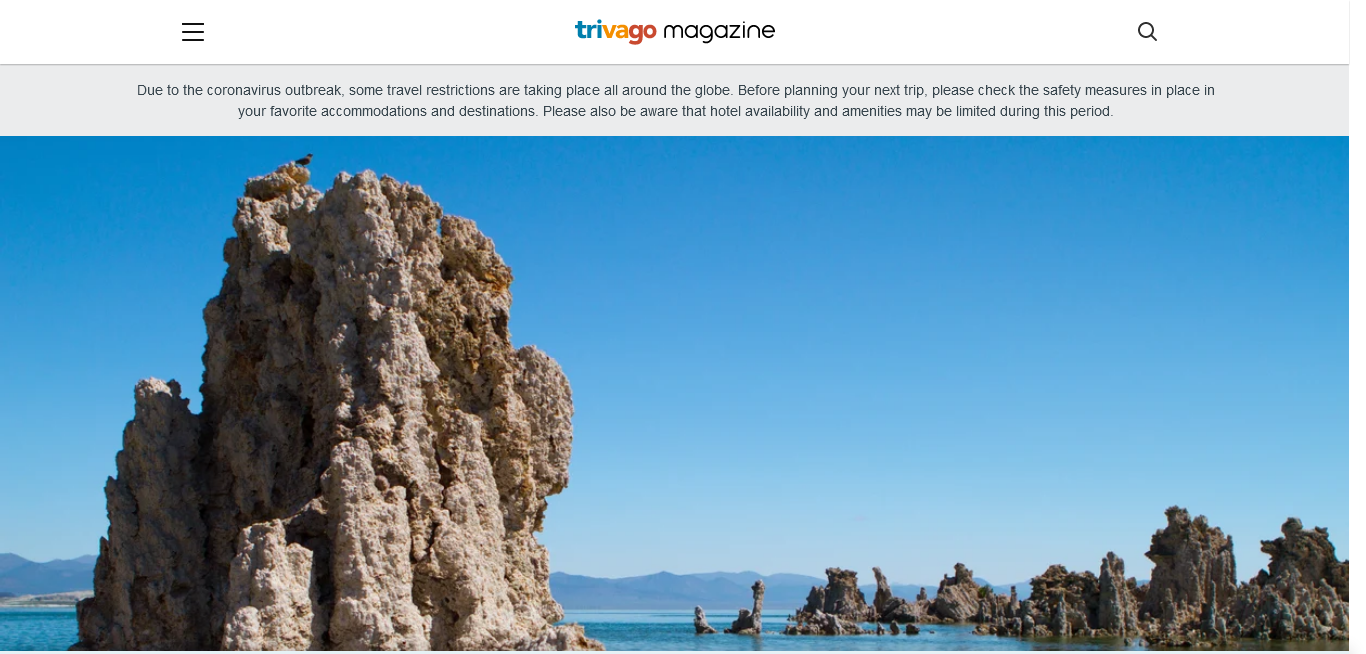 trivago magazine
Due to the coronavirus outbreak, some travel restrictions are taking place all around the globe. Before planning your next trip, please check the safety measures in place in
your favorite accommodations and destinations. Please also be aware that hotel availability and amenities may be limited during this period.